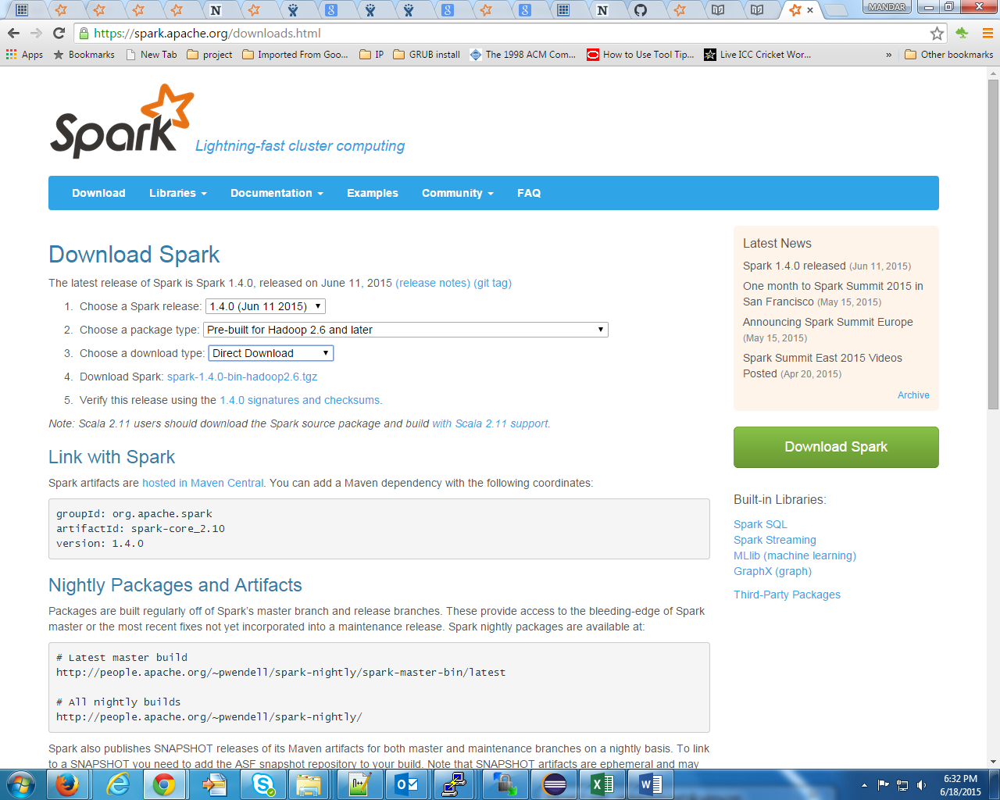 MANDAR
https://spark.apache.org/downloads.html
Apps Bookmarks New Tab project Imported From Goo... IP GRUB install The 1998 ACM Com... How to Use Tool Tip... Live ICC Cricket Wor... » Other bookmarks
Spark Lightning-fast cluster computing
Download Libraries Documentation Examples Community FAQ
Download Spark
The latest release of Spark is Spark 1.4.0, released on June 11, 2015 (release notes) (git tag)
1. Choose a Spark release: 1.4.0 (Jun 11 2015)
2. Choose a package type: Pre-built for Hadoop 2.6 and later
3. Choose a download type: Direct Download
4. Download Spark: spark-1.4.0-bin-hadoop2.6.tgz
5. Verify this release using the 1.4.0 signatures and checksums.
Note: Scala 2.11 users should download the Spark source package and build with Scala 2.11 support.
Link with Spark
Spark artifacts are hosted in Maven Central. You can add a Maven dependency with the following coordinates:
groupId: org.apache.spark
artifactId: spark-core_2.10
version: 1.4.0
Nightly Packages and Artifacts
Packages are built regularly off of Spark's master branch and release branches. These provide access to the bleeding-edge of Spark
master or the most recent fixes not yet incorporated into a maintenance release. Spark nightly packages are available at:
# Latest master build
http://people.apache.org/~pwendell/spark-nightly/spark-master-bin/latest
# All nightly builds
http://people.apache.org/~pwendell/spark-nightly/
Spark also publishes SNAPSHOT releases of its Maven artifacts for both master and maintenance branches on a nightly basis. To link
to a SNAPSHOT you need to add the ASF snapshot repository to your build. Note that SNAPSHOT artifacts are ephemeral and may
Latest News
Spark 1.4.0 released (Jun 11, 2015)
One month to Spark Summit 2015 in
San Francisco (May 15, 2015)
Announcing Spark Summit Europe
(May 15, 2015)
Spark Summit East 2015 Videos
Posted (Apr 20, 2015)
Archive
Download Spark
Built-in Libraries:
Spark SQL
Spark Streaming
MLlib (machine learning)
GraphX (graph)
Third-Party Packages
6:32 PM
6/18/2015